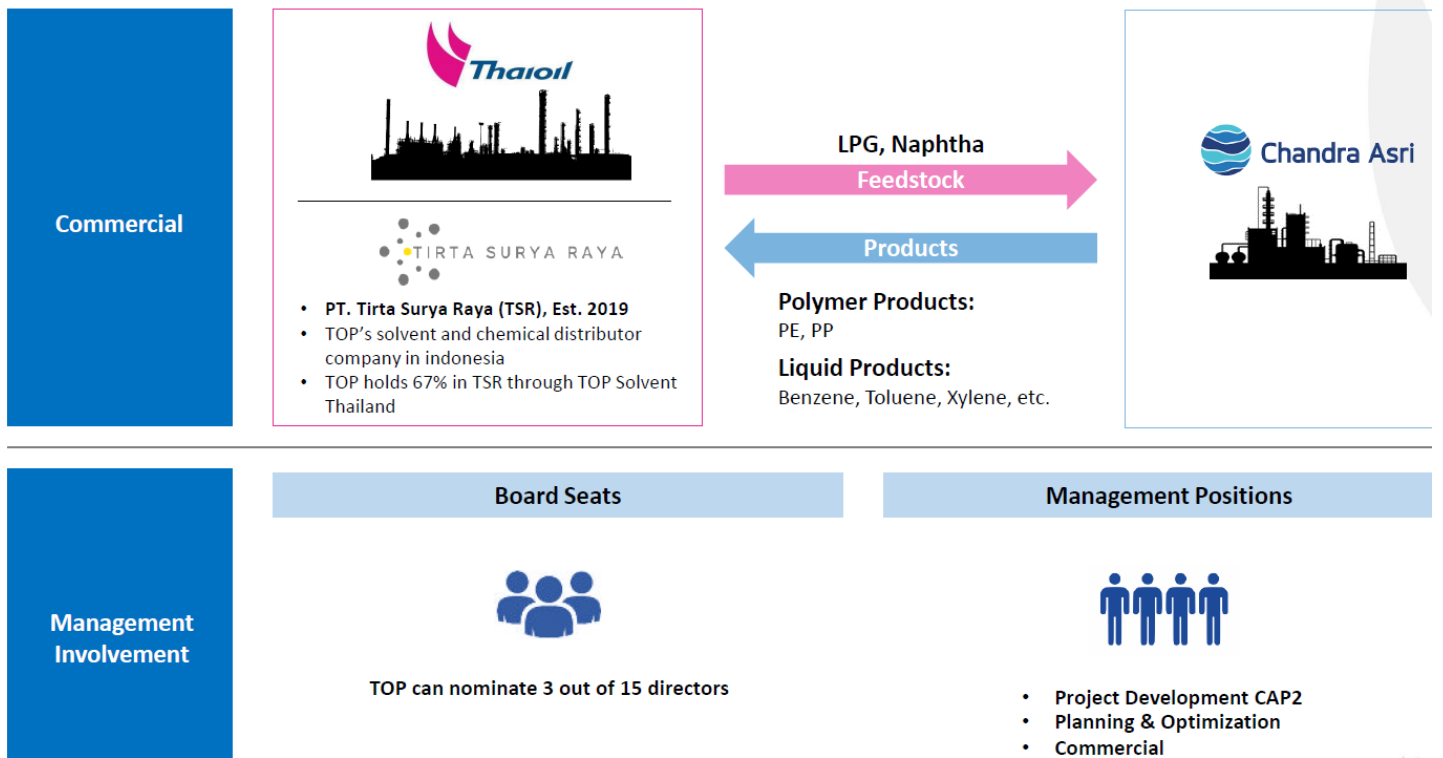 Commercial
Thaioil
TIRTA SURYA RAYA
• PT. Tirta Surya Raya (TSR), Est. 2019
• TOP's solvent and chemical distributor
company in indonesia
• TOP holds 67% in TSR through TOP Solvent
Thailand
LPG, Naphtha
Feedstock
Products
Polymer Products:
PE, PP
Liquid Products:
Benzene, Toluene, Xylene, etc.
Chandra Asri
Management
Involvement
Board Seats
TOP can nominate 3 out of 15 directors
Management Positions
• Project Development CAP2
• Planning & Optimization
• Commercial